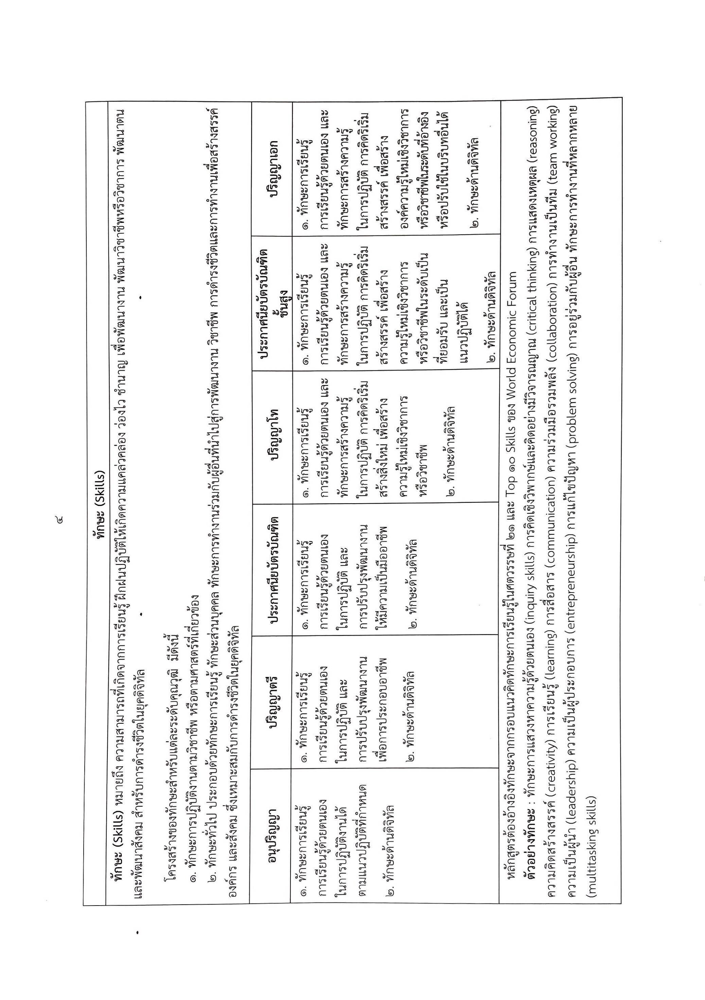 ๔
ทักษะ (Skills)
ทักษะ (Skills) หมายถึง ความสามารถที่เกิดจากการเรียนรู้ ฝึกฝนปฏิบัติให้เกิดความแคล่วคล่อง ว่องไว ชำนาญ เพื่อพัฒนางาน พัฒนาวิชาชีพหรือวิชาการ พัฒนาตน
และพัฒนาสังคม สำหรับการดำรงชีวิตในยุคดิจิทัล
โครงสร้างของทักษะสำหรับแต่ละระดับคุณวุฒิ มีดังนี้
๑. ทักษะการปฏิบัติงานตามวิชาชีพ หรือตามศาสตร์ที่เกี่ยวข้อง
๒. ทักษะทั่วไป ประกอบด้วยทักษะการเรียนรู้ ทักษะส่วนบุคคล ทักษะการทำงานร่วมกับผู้อื่นที่นำไปสู่การพัฒนางาน วิชาชีพ การดำรงชีวิตและการทำงานเพื่อสร้างสรรค์
องค์กร และสังคม ซึ่งเหมาะสมกับการดำรงชีวิตในยุคดิจิทัล
อนุปริญญา
๑. ทักษะการเรียนรู้
การเรียนรู้ด้วยตนเอง
ในการปฏิบัติงานได้
ตามแนวปฏิบัติที่กำหนด
๒. ทักษะด้านดิจิทัล
ปริญญาตรี
๑. ทักษะการเรียนรู้
การเรียนรู้ด้วยตนเอง
ในการปฏิบัติ และ
การปรับปรุงพัฒนางาน
เพื่อการประกอบอาชีพ
๒. ทักษะด้านดิจิทัล
ประกาศนียบัตรบัณฑิต
๑. ทักษะการเรียนรู้
การเรียนรู้ด้วยตนเอง
ในการปฏิบัติ และ
การปรับปรุงพัฒนางาน
ให้มีความเป็นมืออาชีพ
๒. ทักษะด้านดิจิทัล
ปริญญาโท
๑. ทักษะการเรียนรู้
การเรียนรู้ด้วยตนเอง และ
ทักษะการสร้างความรู้
ในการปฏิบัติ การคิดริเริ่ม
สร้างสิ่งใหม่ เพื่อสร้าง
ความรู้ใหม่เชิงวิชาการ
หรือวิชาชีพ
๒. ทักษะด้านดิจิทัล
ประกาศนียบัตรบัณฑิต
ชั้นสูง
๑. ทักษะการเรียนรู้
การเรียนรู้ด้วยตนเอง และ
ทักษะการสร้างความรู้
ในการปฏิบัติ การคิดริเริ่ม
สร้างสรรค์ เพื่อสร้าง
ความรู้ใหม่เชิงวิชาการ
หรือวิชาชีพในระดับเป็น
ที่ยอมรับ และเป็น
แนวปฏิบัติได้
๒. ทักษะด้านดิจิทัล
ปริญญาเอก
๑. ทักษะการเรียนรู้
การเรียนรู้ด้วยตนเอง และ
ทักษะการสร้างความรู้
ในการปฏิบัติ การคิดริเริ่ม
สร้างสรรค์ เพื่อสร้าง
องค์ความรู้ใหม่เชิงวิชาการ
หรือวิชาชีพในระดับที่อ้างอิง
หรือปรับใช้ในบริบทอื่นได้
๒. ทักษะด้านดิจิทัล
หลักสูตรต้องอ้างอิงทักษะจากกรอบแนวคิดทักษะการเรียนรู้ในศตวรรษที่ ๒๑ และ Top ๑๐ Skills ของ World Economic Forum
ตัวอย่างทักษะ : ทักษะการแสวงหาความรู้ด้วยตนเอง (inquiry skills) การคิดเชิงวิพากษ์และคิดอย่างมีวิจารณญาณ (critical thinking) การแสดงเหตุผล (reasoning)
ความคิดสร้างสรรค์ (creativity) การเรียนรู้ (learning) การสื่อสาร (communication) ความร่วมมือรวมพลัง (collaboration) การทำงานเป็นทีม (team working)
ความเป็นผู้นำ (leadership) ความเป็นผู้ประกอบการ (entrepreneurship) การแก้ไขปัญหา (problem solving) การอยู่ร่วมกับผู้อื่น ทักษะการทำงานที่หลากหลาย
(multitasking skills)